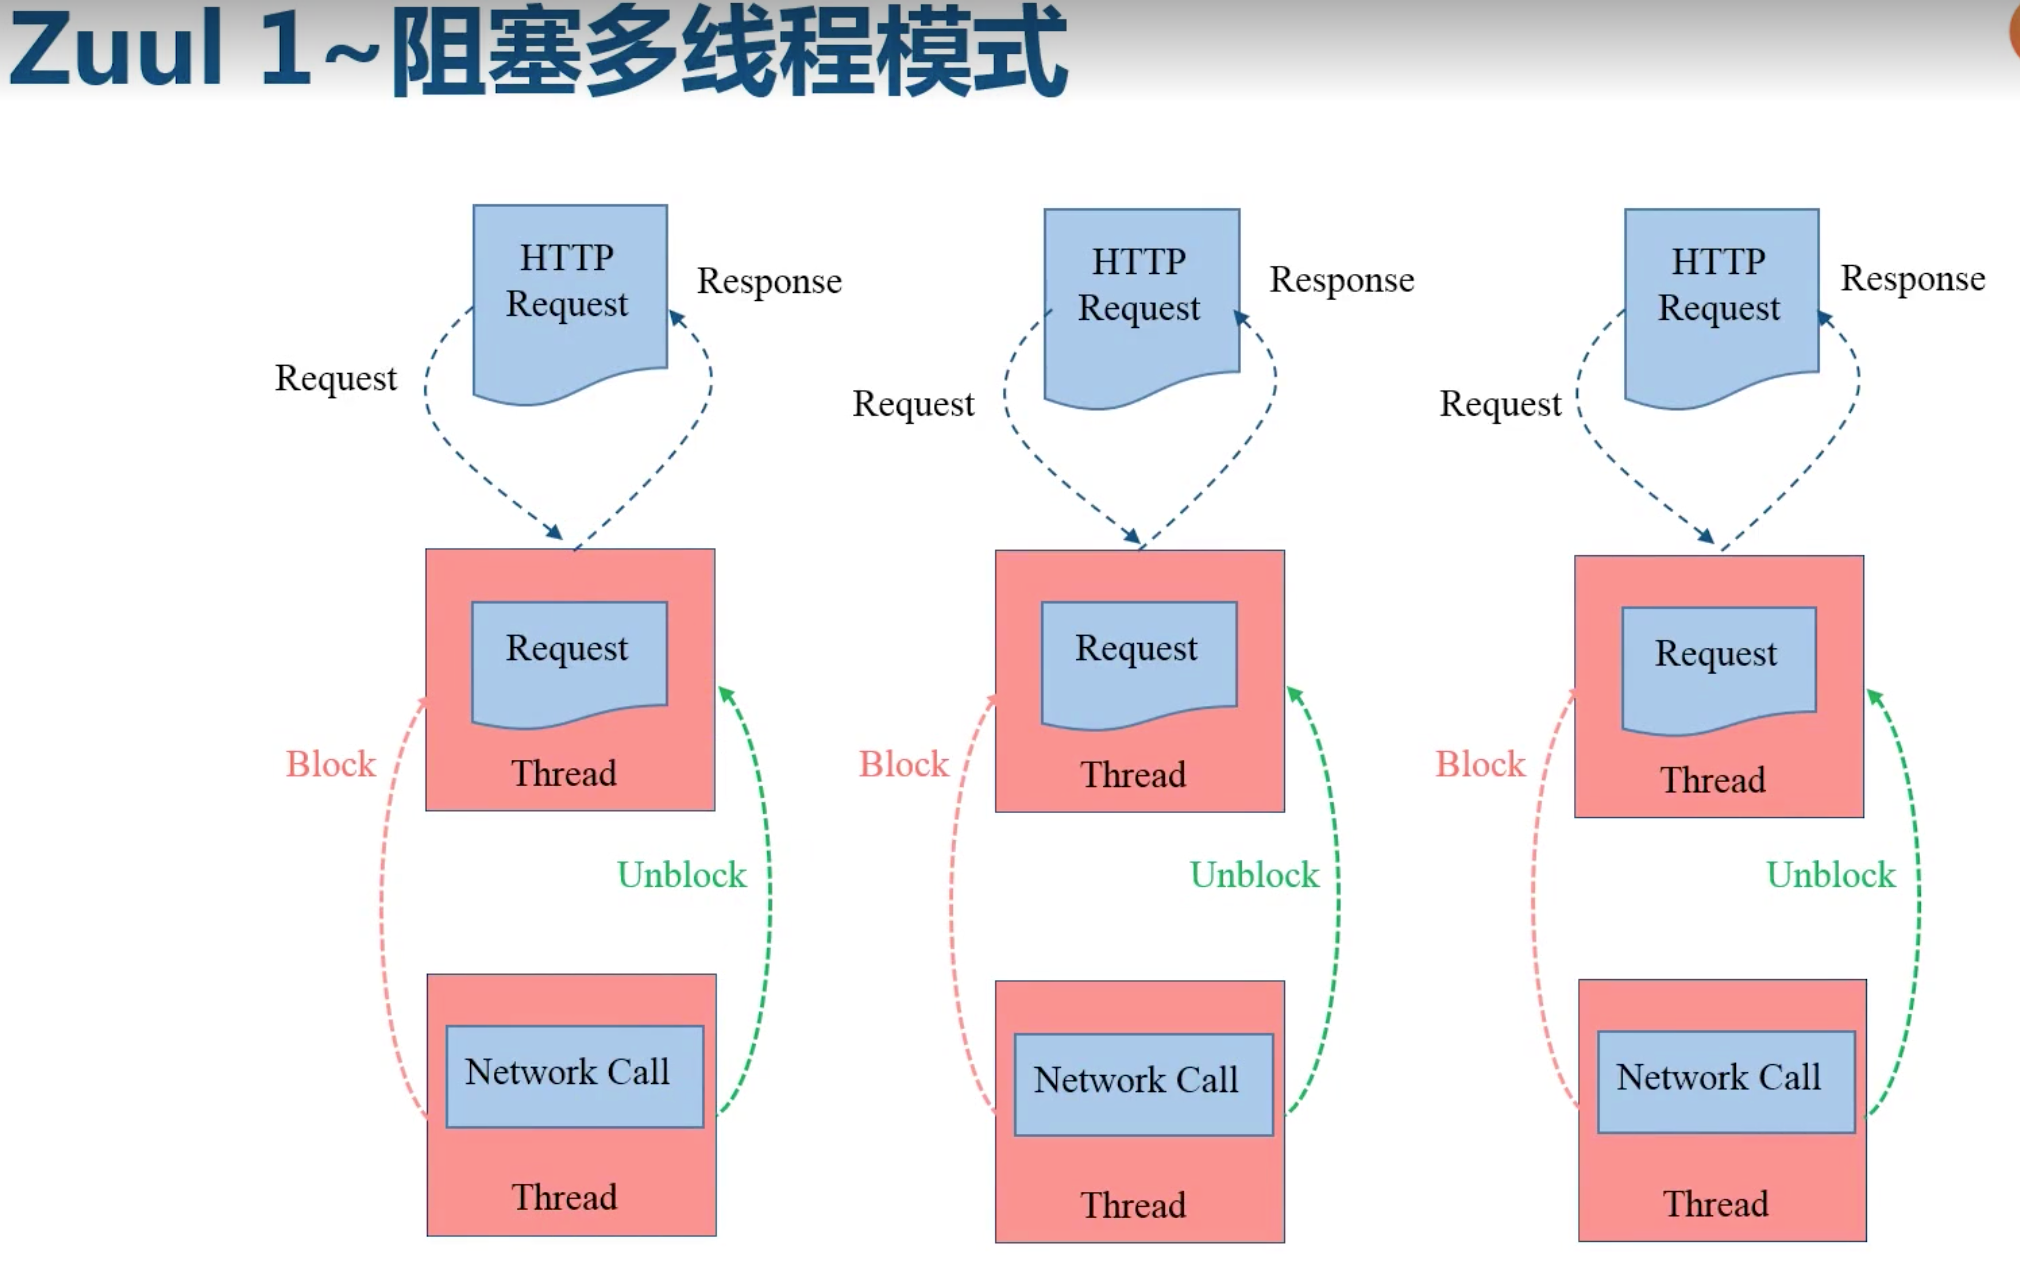 Zuul 1~阻塞多线程模式
HTTP
Request
Response
Request
HTTP
Request
Response
Request
HTTP
Request
Response
Request
Request
Thread
Block
Unblock
Request
Thread
Block
Unblock
Request
Thread
Block
Unblock
Network Call
Thread
Network Call
Thread
Network Call
Thread